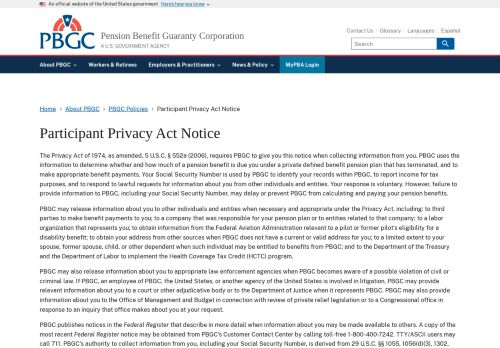 An official website of the United States government Here's how you know
PBGC
Pension Benefit Guaranty Corporation
A U.S. GOVERNMENT AGENCY
Contact Us Glossary Languages Español
Search
About PBGC Workers & Retirees Employers & Practitioners News & Policy MyPBA Login
Home › About PBGC › PBGC Policies › Participant Privacy Act Notice
Participant Privacy Act Notice
The Privacy Act of 1974, as amended, 5 U.S.C. § 552a (2006), requires PBGC to give you this notice when collecting information from you. PBGC uses the
information to determine whether and how much of a pension benefit is due you under a private defined benefit pension plan that has terminated, and to
make appropriate benefit payments. Your Social Security Number is used by PBGC to identify your records within PBGC, to report income for tax
purposes, and to respond to lawful requests for information about you from other individuals and entities. Your response is voluntary. However, failure to
provide information to PBGC, including your Social Security Number, may delay or prevent PBGC from calculating and paying your pension benefits.
PBGC may release information about you to other individuals and entities when necessary and appropriate under the Privacy Act, including: to third
parties to make benefit payments to you; to a company that was responsible for your pension plan or to entities related to that company; to a labor
organization that represents you; to obtain information from the Federal Aviation Administration relevant to a pilot or former pilot's eligibility for a
disability benefit; to obtain your address from other sources when PBGC does not have a current or valid address for you; to a limited extent to your
spouse, former spouse, child, or other dependent when such individual may be entitled to benefits from PBGC; and to the Department of the Treasury
and the Department of Labor to implement the Health Coverage Tax Credit (HCTC) program.
PBGC may also release information about you to appropriate law enforcement agencies when PBGC becomes aware of a possible violation of civil or
criminal law. If PBGC, an employee of PBGC, the United States, or another agency of the United States is involved in litigation, PBGC may provide
relevant information about you to a court or other adjudicative body or to the Department of Justice when it represents PBGC. PBGC may also provide
information about you to the Office of Management and Budget in connection with review of private relief legislation or to a Congressional office in
response to an inquiry that office makes about you at your request.
PBGC publishes notices in the Federal Register that describe in more detail when information about you may be made available to others. A copy of the
most recent Federal Register notice may be obtained from PBGC's Customer Contact Center by calling toll-free 1-800-400-7242. TTY/ASCII users may
call 711. PBGC's authority to collect information from you, including your Social Security Number, is derived from 29 U.S.C. §§ 1055, 1056(d)(3), 1302,